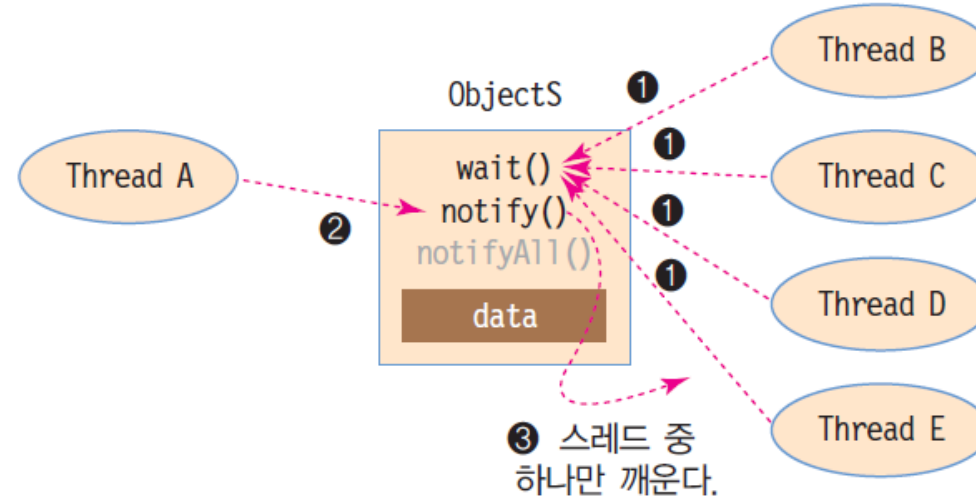 Thread B
ObjectS
❶
Thread A
wait()
❶
Thread C
❷
notify()
❶
notifyAll()
❶
data
Thread D
Thread E
❸ 스레드 중
하나만 깨운다.